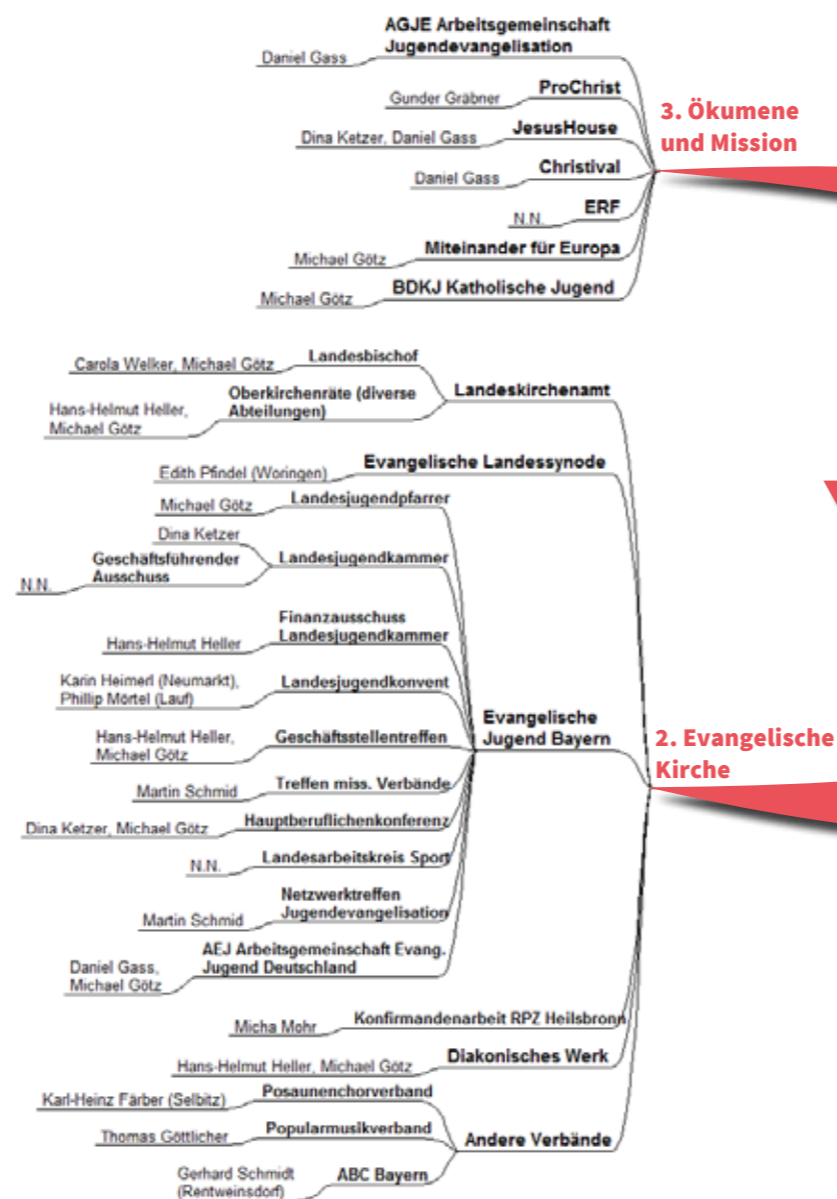 AGJE Arbeitsgemeinschaft
Jugendevangelisation
Daniel Gass
ProChrist
Gunder Gräbner
JesusHouse
Dina Ketzer, Daniel Gass
Christival
Daniel Gass
ERF
N.N.
Miteinander für Europa
Michael Götz
BDKJ Katholische Jugend
Michael Götz
3. Ökumene
und Mission
Landesbischof
Carola Welker, Michael Götz
Oberkirchenräte (diverse
Abteilungen)
Hans-Helmut Heller,
Michael Götz
Landeskirchenamt
Evangelische Landessynode
Edith Pfindel (Woringen)
Landesjugendpfarrer
Michael Götz
Dina Ketzer
Geschäftsführender
Ausschuss
N.N.
Landesjugendkammer
Finanzausschuss
Landesjugendkammer
Hans-Helmut Heller
Karin Heimerl (Neumarkt),
Phillip Mörtel (Lauf)
Landesjugendkonvent
Hans-Helmut Heller,
Michael Götz
Geschäftsstellentreffen
Treffen miss. Verbände
Martin Schmid
Hauptberuflichenkonferenz
Dina Ketzer, Michael Götz
Landesarbeitskreis Sport
N.N.
Netzwerktreffen
Jugendevangelisation
Martin Schmid
AEJ Arbeitsgemeinschaft Evang.
Jugend Deutschland
Daniel Gass,
Michael Götz
Evangelische
Jugend Bayern
2. Evangelische
Kirche
Konfirmandenarbeit RPZ Heilsbronn
Micha Mohr
Diakonisches Werk
Hans-Helmut Heller, Michael Götz
Posaunenchorverband
Karl-Heinz Färber (Selbitz)
Popularmusikverband
Thomas Göttlicher
ABC Bayern
Gerhard Schmidt
(Rentweinsdorf)
Andere Verbände